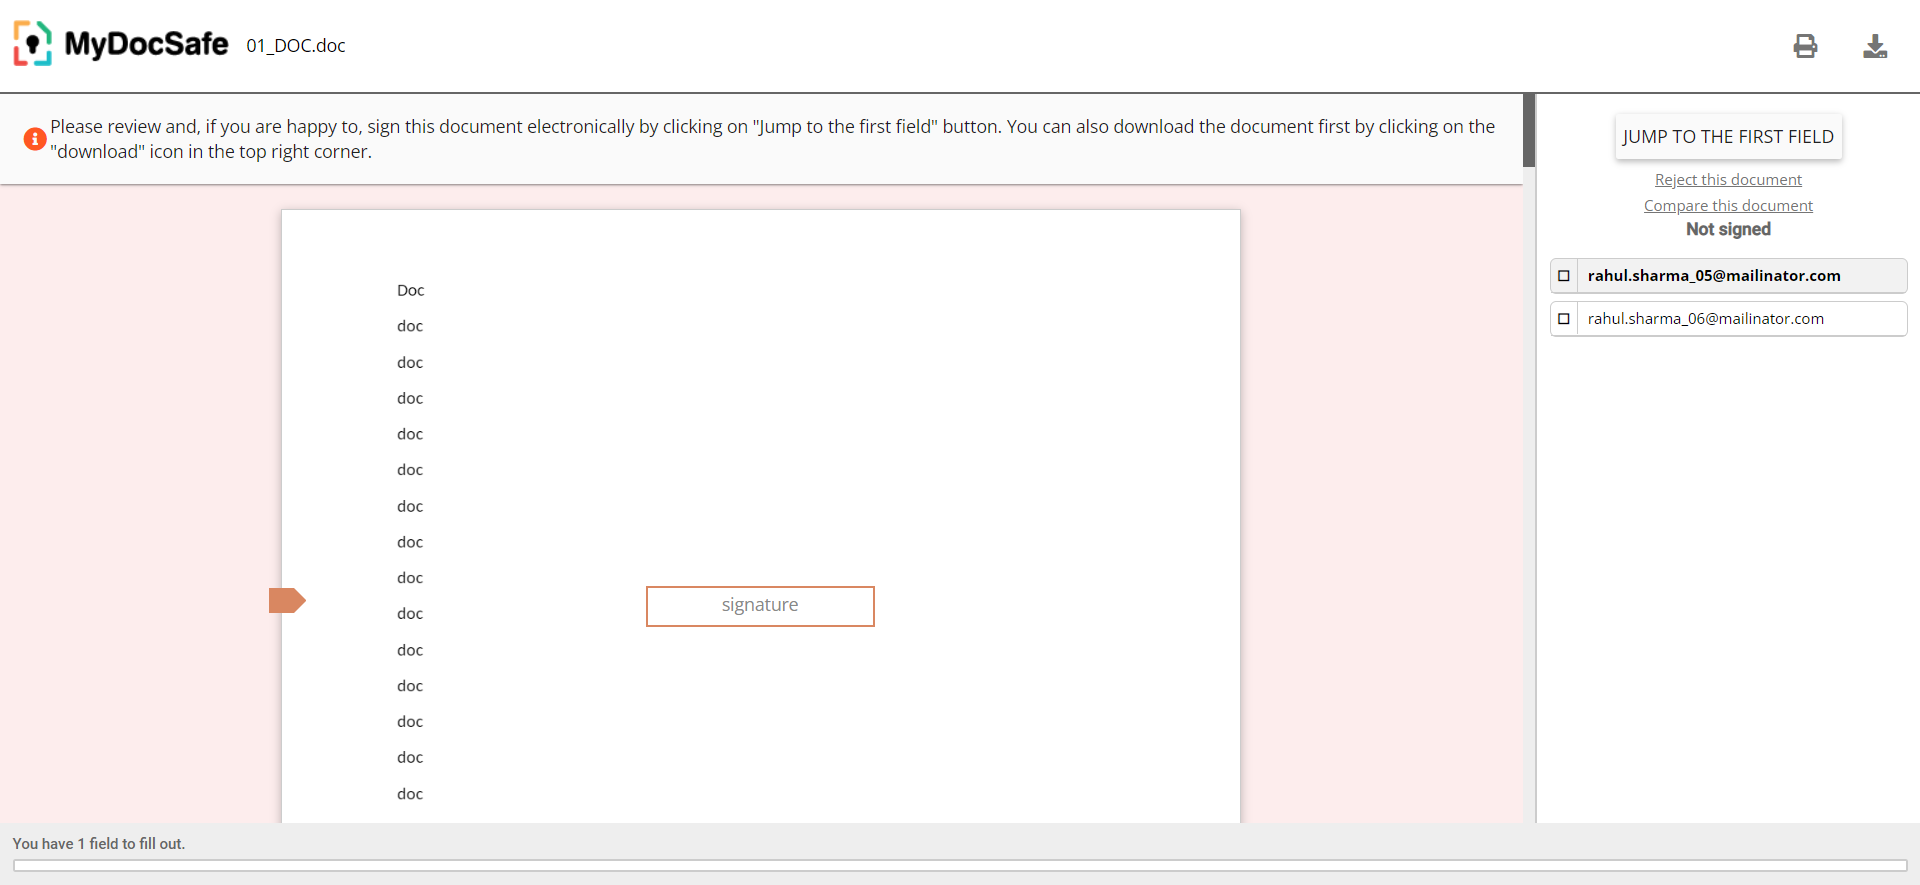 MyDocSafe 01_DOC.doc
Please review and, if you are happy to, sign this document electronically by clicking on "Jump to the first field" button. You can also download the document first by clicking on the
"download" icon in the top right corner.
JUMP TO THE FIRST FIELD
Reject this document
Compare this document
Not signed
rahul.sharma_05@mailinator.com
rahul.sharma_06@mailinator.com
Doc
doc
doc
doc
doc
doc
doc
doc
doc
doc
signature
doc
doc
doc
doc
doc
You have 1 field to fill out.